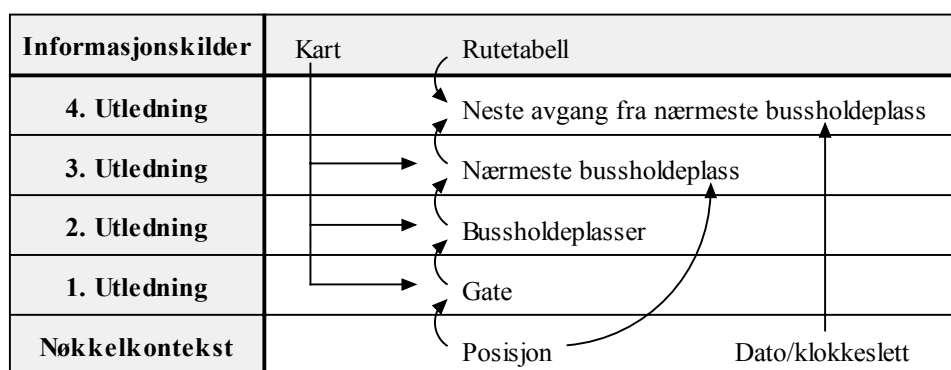 Informasjonskilder Kart Rutetabell
4. Utledning Neste avgang fra nærmeste bussholdeplass
3. Utledning Nærmeste bussholdeplass
2. Utledning Bussholdeplasser
1. Utledning Gate
Nøkkelkontekst Posisjon Dato/klokkeslett